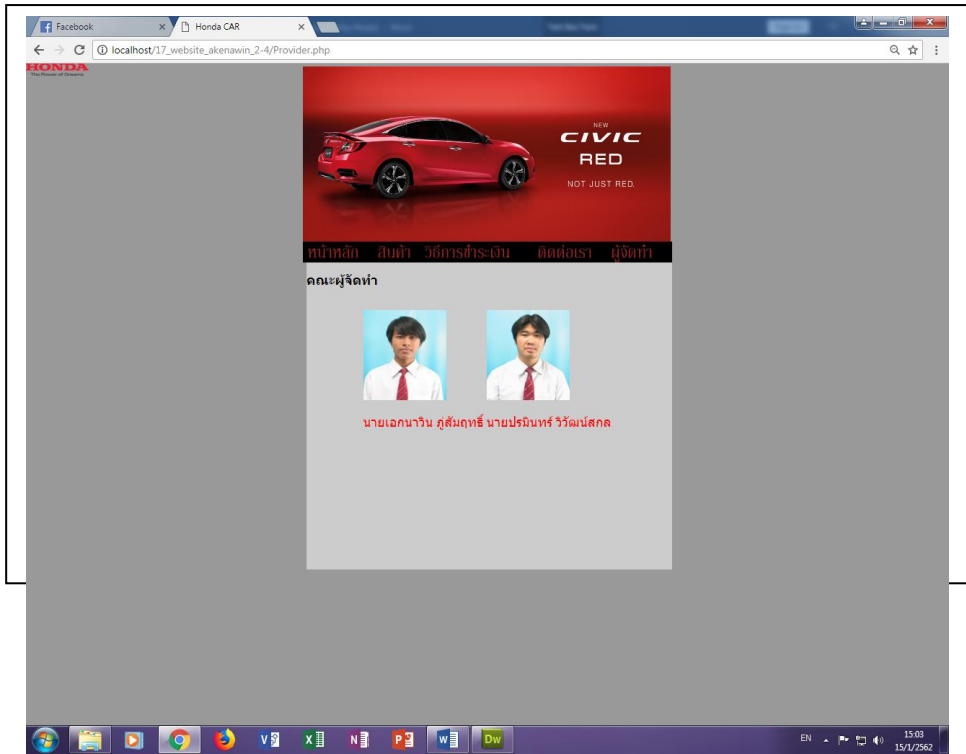 Facebook
Honda CAR
localhost/17_website_akenawin_2-4/Provider.php
HONDA
The Power of Dreams
NEW
CIVIC
RED
NOT JUST RED.
หน้าหลัก สินค้า วิธีการชำระเงิน ติดต่อเรา ผู้จัดทำ
คณะผู้จัดทำ
นายเอกนาวิน ภู่สัมฤทธิ์ นายปรมินทร์ วิวัฒน์สกล
EN
15:03
15/1/2562